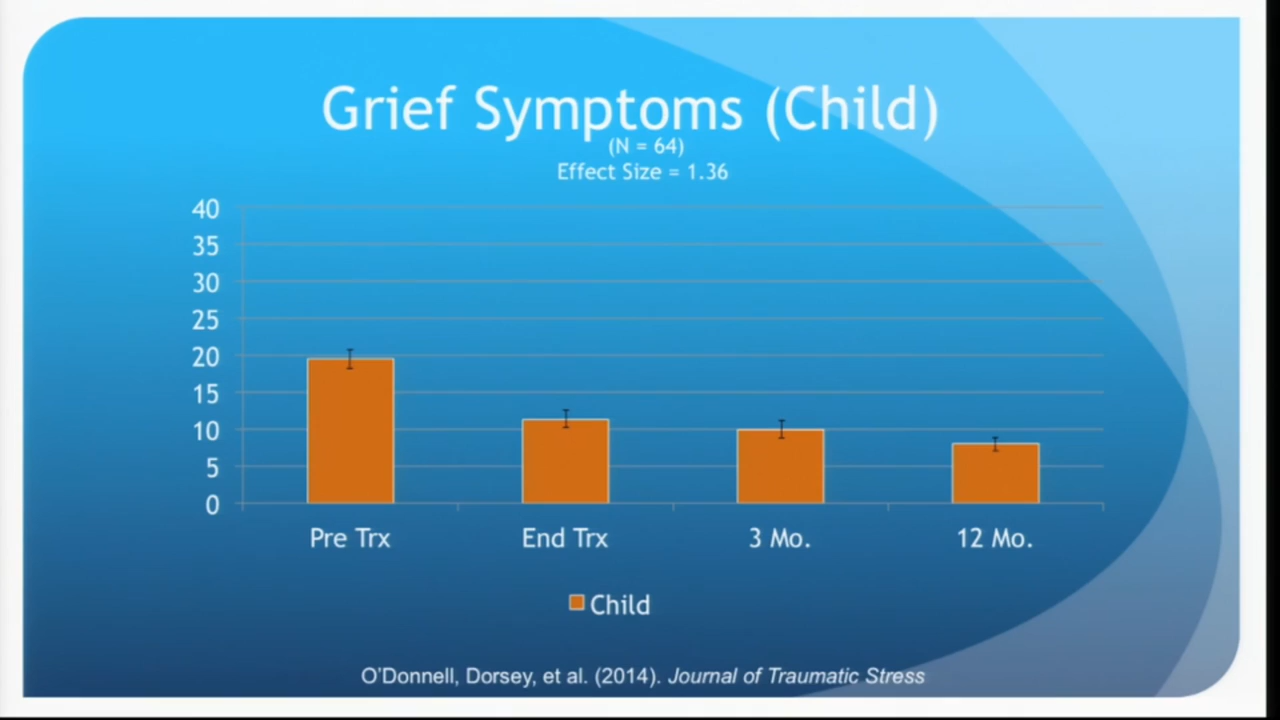 Grief Symptoms (Child)
(N = 64)
Effect Size = 1.36
40
35
30
25
20
15
10
5
0
Pre Trx
End Trx
3 Mo.
12 Mo.
Child
O'Donnell, Dorsey, et al. (2014). Journal of Traumatic Stress